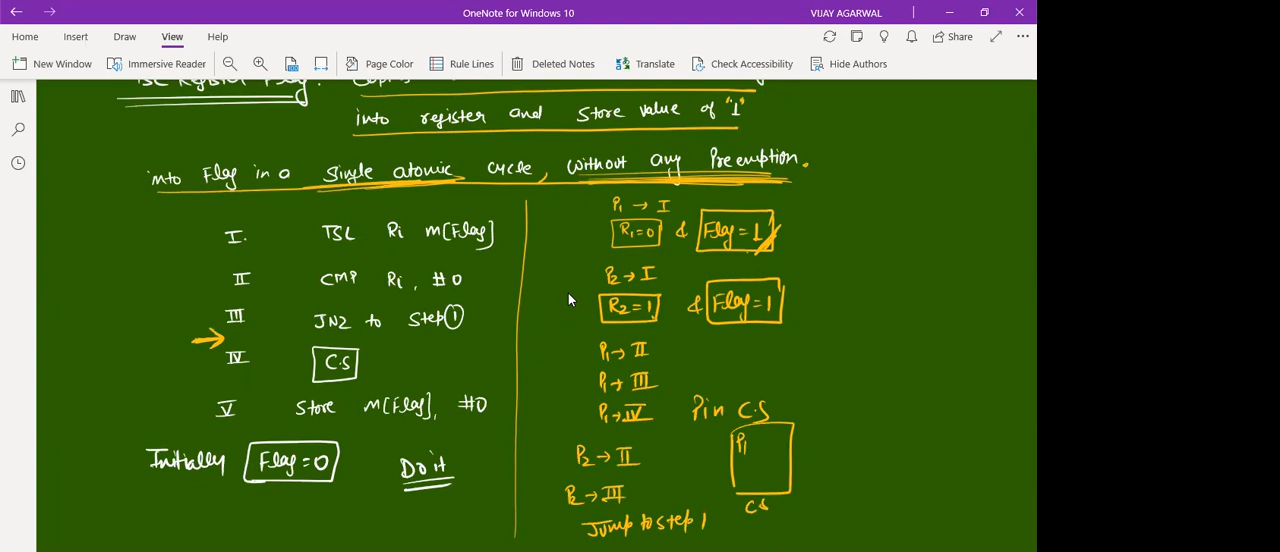 OneNote for Windows 10
VIJAY AGARWAL
Home Insert Draw View Help
Share
New Window Immersive Reader Page Color Rule Lines Deleted Notes Translate Check Accessibility Hide Authors
into register and store value of "1"
into Flag in a single atomic cycle, without any Preemption.
I. TSL Ri m[Flag]
II CMP Ri, #0
III JNZ to Step ①
IV C.S
V Store m[Flag], #0
Initially Flag=0 Do it
P1 → I
R1=0 & Flag=1
P2 → I
R2=1 & Flag=1
P1 → II
P1 → III
P1 → IV P in C.S
P1
CS
P2 → II
P2 → III
Jump to step 1